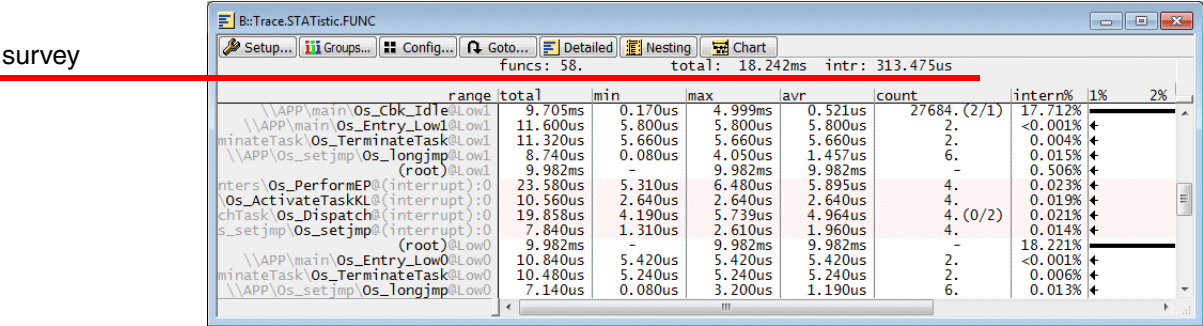 B::Trace.STATistic.FUNC
survey
Setup... Groups... Config... Goto... Detailed Nesting Chart
funcs: 58. total: 18.242ms intr: 313.475us
range total min max avr count intern% 1% 2%
\\APP\main\Os_Cbk_Idle@Low1 9.705ms 0.170us 4.999ms 0.521us 27684.(2/1) 17.712%
\\APP\main\Os_Entry_Low1@Low1 11.600us 5.800us 5.800us 5.800us 2. <0.001%
minateTask\Os_TerminateTask@Low1 11.320us 5.660us 5.660us 5.660us 2. 0.004%
\\APP\Os_setjmp\Os_longjmp@Low1 8.740us 0.080us 4.050us 1.457us 6. 0.015%
(root)@Low1 9.982ms - 9.982ms 9.982ms - 0.506%
nters\Os_PerformEP@(interrupt):0 23.580us 5.310us 6.480us 5.895us 4. 0.023%
\Os_ActivateTaskKL@(interrupt):0 10.560us 2.640us 2.640us 2.640us 4. 0.019%
chTask\Os_Dispatch@(interrupt):0 19.858us 4.190us 5.739us 4.964us 4.(0/2) 0.021%
s_setjmp\Os_setjmp@(interrupt):0 7.840us 1.310us 2.610us 1.960us 4. 0.014%
(root)@Low0 9.982ms - 9.982ms 9.982ms - 18.221%
\\APP\main\Os_Entry_Low0@Low0 10.840us 5.420us 5.420us 5.420us 2. <0.001%
minateTask\Os_TerminateTask@Low0 10.480us 5.240us 5.240us 5.240us 2. 0.006%
\\APP\Os_setjmp\Os_longjmp@Low0 7.140us 0.080us 3.200us 1.190us 6. 0.013%